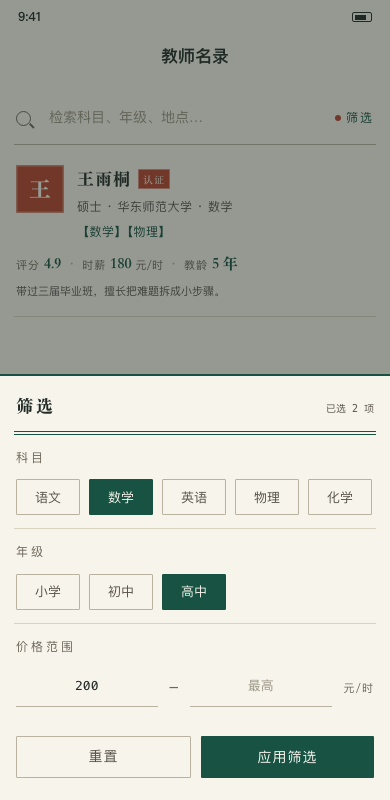 9:41
教师名录
检索科目、年级、地点…
筛选
王
王雨桐 认证
硕士 · 华东师范大学 · 数学
【数学】【物理】
评分 4.9 · 时薪 180 元/时 · 教龄 5 年
带过三届毕业班，擅长把难题拆成小步骤。
筛选 已选 2 项
科目
语文 数学 英语 物理 化学
年级
小学 初中 高中
价格范围
200 — 最高 元/时
重置 应用筛选